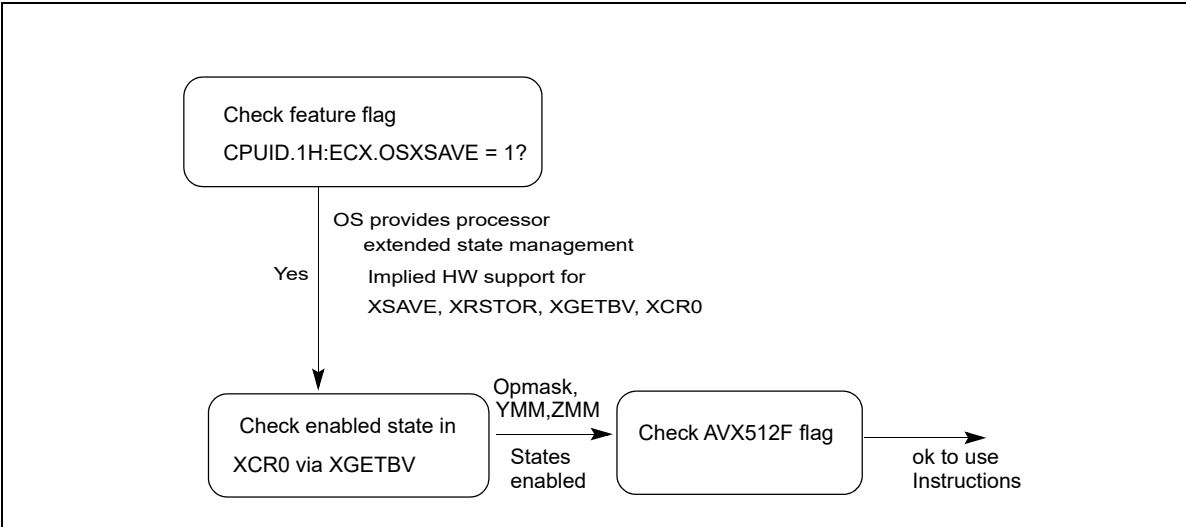 Check feature flag
CPUID.1H:ECX.OSXSAVE = 1?
OS provides processor
extended state management
Yes
Implied HW support for
XSAVE, XRSTOR, XGETBV, XCR0
Check enabled state in
XCR0 via XGETBV
Opmask,
YMM,ZMM
States
enabled
Check AVX512F flag
ok to use
Instructions